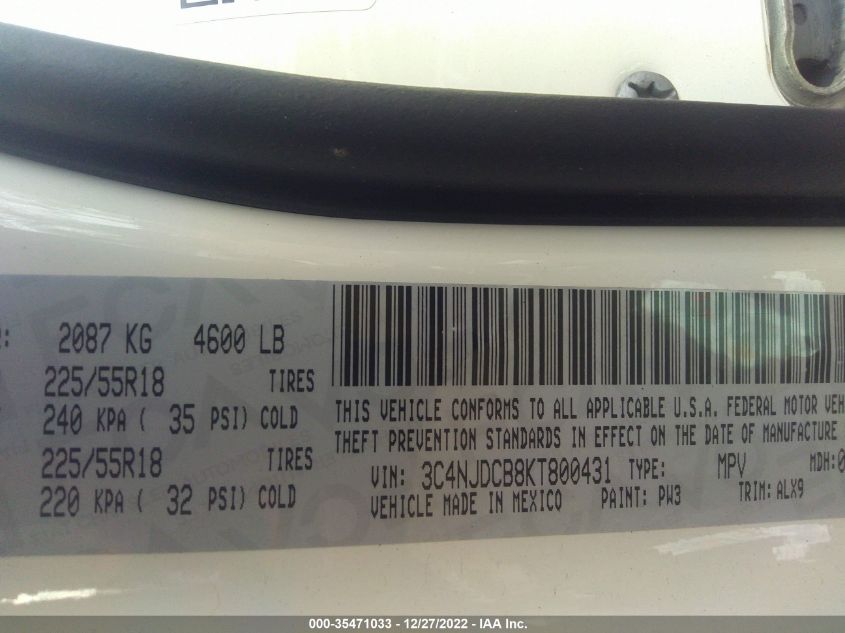 2087 KG 4600 LB
225/55R18 TIRES
240 KPA ( 35 PSI) COLD
225/55R18 TIRES
220 KPA ( 32 PSI) COLD
THIS VEHICLE CONFORMS TO ALL APPLICABLE U.S.A. FEDERAL MOTOR VEH
THEFT PREVENTION STANDARDS IN EFFECT ON THE DATE OF MANUFACTURE
VIN: 3C4NJDCB8KT800431 TYPE: MPV MDH:0
VEHICLE MADE IN MEXICO PAINT: PW3 TRIM: ALX9
000-35471033 - 12/27/2022 - IAA Inc.